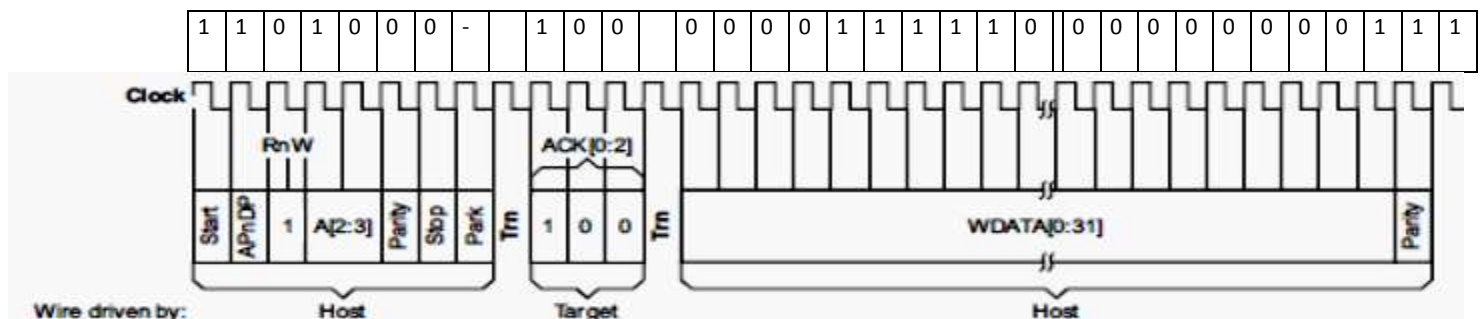 1 1 0 1 0 0 0 - 1 0 0 0 0 0 0 1 1 1 1 1 0 0 0 0 0 0 0 0 0 1 1 1
Clock
RnW ACK[0:2]
Start APnDP 1 A[2:3] Parity Stop Park Trn 1 0 0 Trn WDATA[0:31] Parity
Wire driven by: Host Target Host